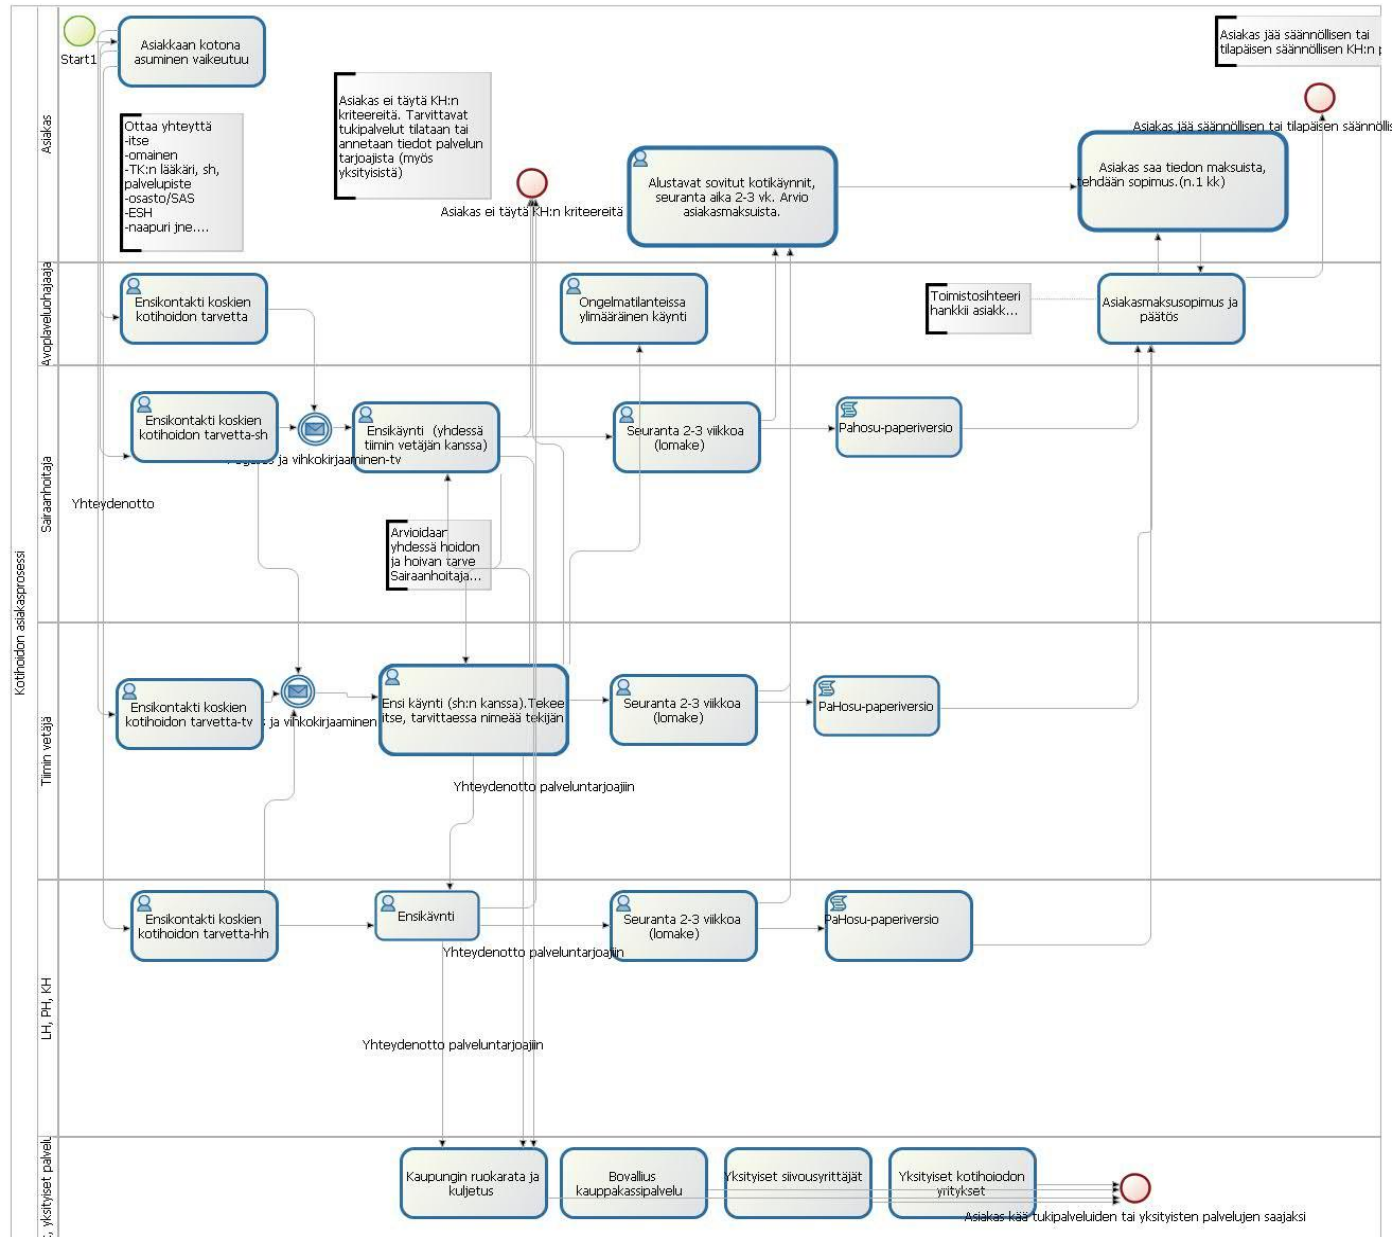 Kotihoidon asiakasprosessi
Asiakas
Start1
Asiakkaan kotona
asuminen vaikeutuu
Ottaa yhteyttä
-itse
-omainen
-TK:n lääkäri, sh,
palvelupiste
-osasto/SAS
-ESH
-naapuri jne....
Asiakas ei täytä KH:n
kriteereitä. Tarvittavat
tukipalvelut tilataan tai
annetaan tiedot palvelun
tarjoajista (myös
yksityisistä)
Asiakas ei täytä KH:n kriteereitä
Alustavat sovitut kotikäynnit,
seuranta aika 2-3 vk. Arvio
asiakasmaksuista.
Asiakas jää säännöllisen tai
tilapäisen säännöllisen KH:n
Asiakas jää säännöllisen tai tilapäisen
Asiakas saa tiedon maksuista,
tehdään sopimus.(n.1 kk)
Avoplaveluohajaaja
Ensikontakti koskien
kotihoidon tarvetta
Ongelmatilanteissa
ylimääräinen käynti
Toimistosihteeri
hankkii asiakk...
Asiakasmaksusopimus ja
päätös
Sairaanhoitaja
Yhteydenotto
Ensikontakti koskien
kotihoidon tarvetta-sh
ja vihkokirjaaminen-tv
Ensikäynti (yhdessä
tiimin vetäjän kanssa)
Arvioidaan
yhdessä hoidon
ja hoivan tarve
Sairaanhoitaja...
Seuranta 2-3 viikkoa
(lomake)
Pahosu-paperiversio
Tiimin vetäjä
Ensikontakti koskien
kotihoidon tarvetta-tv
ja vihkokirjaaminen
Ensi käynti (sh:n kanssa).Tekee
itse, tarvittaessa nimeää tekijän
Seuranta 2-3 viikkoa
(lomake)
PaHosu-paperiversio
Yhteydenotto palveluntarjoajiin
LH, PH, KH
Ensikontakti koskien
kotihoidon tarvetta-hh
Ensikäynti
Seuranta 2-3 viikkoa
(lomake)
PaHosu-paperiversio
Yhteydenotto palveluntarjoajiin
Yhteydenotto palveluntarjoajiin
yksityiset
Kaupungin ruokarata ja
kuljetus
Bovallius
kauppakassipalvelu
Yksityiset siivousyrittäjät
Yksityiset kotihoiodon
yritykset
Asiakas kää tukipalveluiden tai yksityisten palvelujen saajaksi